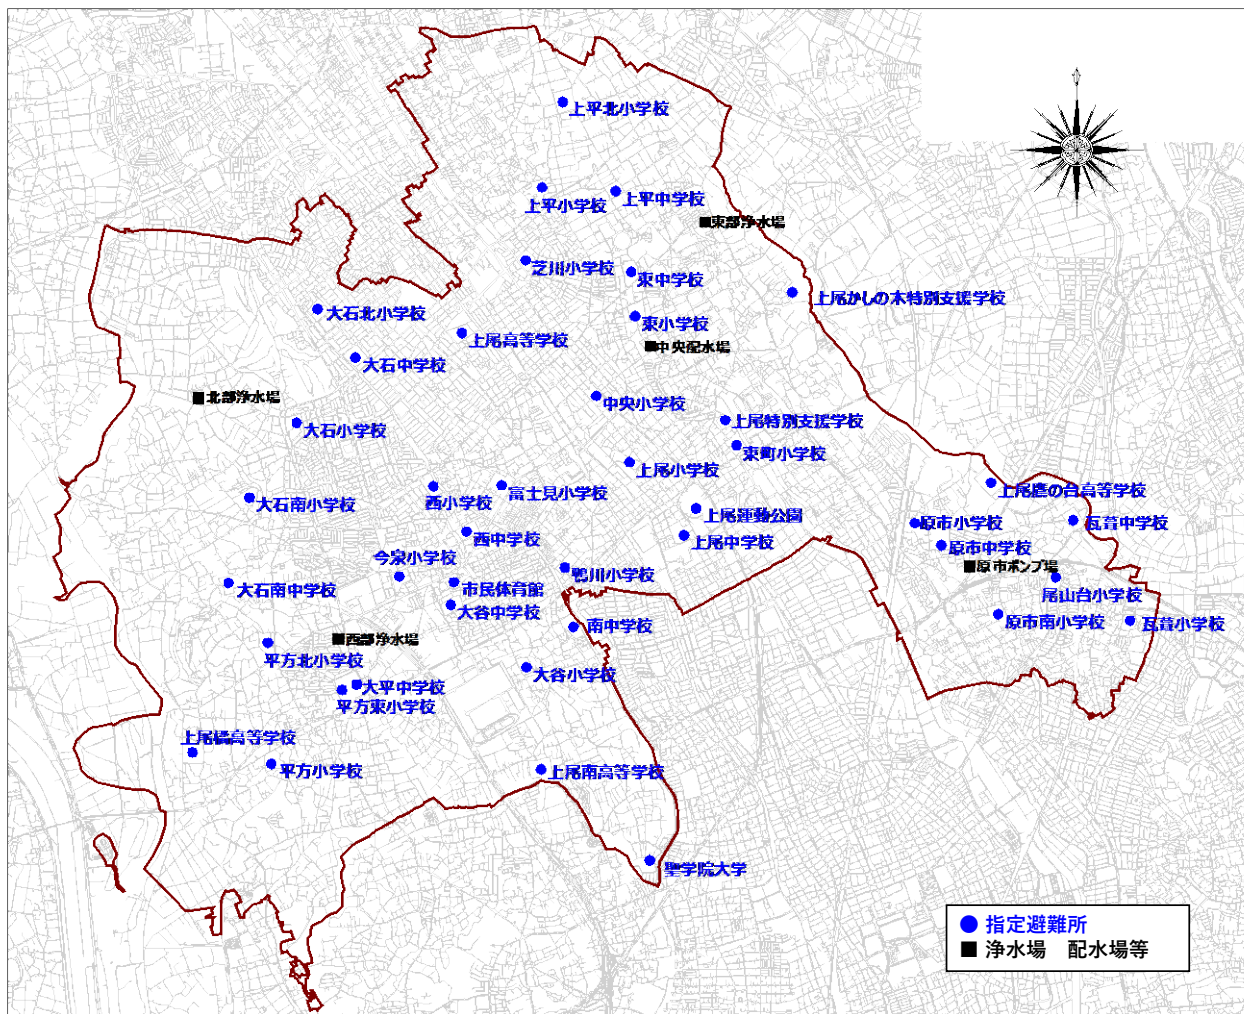 上平北小学校
上平小学校
上平中学校
■東部浄水場
芝川小学校
東中学校
上尾かしの木特別支援学校
大石北小学校
東小学校
上尾高等学校
■中央配水場
大石中学校
■北部浄水場
中央小学校
上尾特別支援学校
大石小学校
東町小学校
上尾小学校
上尾鷹の台高等学校
富士見小学校
西小学校
大石南小学校
上尾運動公園
原市小学校
瓦葺中学校
西中学校
上尾中学校
原市中学校
今泉小学校
鴨川小学校
■原市ポンプ場
大石南中学校
市民体育館
尾山台小学校
大谷中学校
原市南小学校
瓦葺小学校
南中学校
■西部浄水場
平方北小学校
大谷小学校
大平中学校
平方東小学校
上尾橘高等学校
平方小学校
上尾南高等学校
聖学院大学
● 指定避難所
■ 浄水場 配水場等